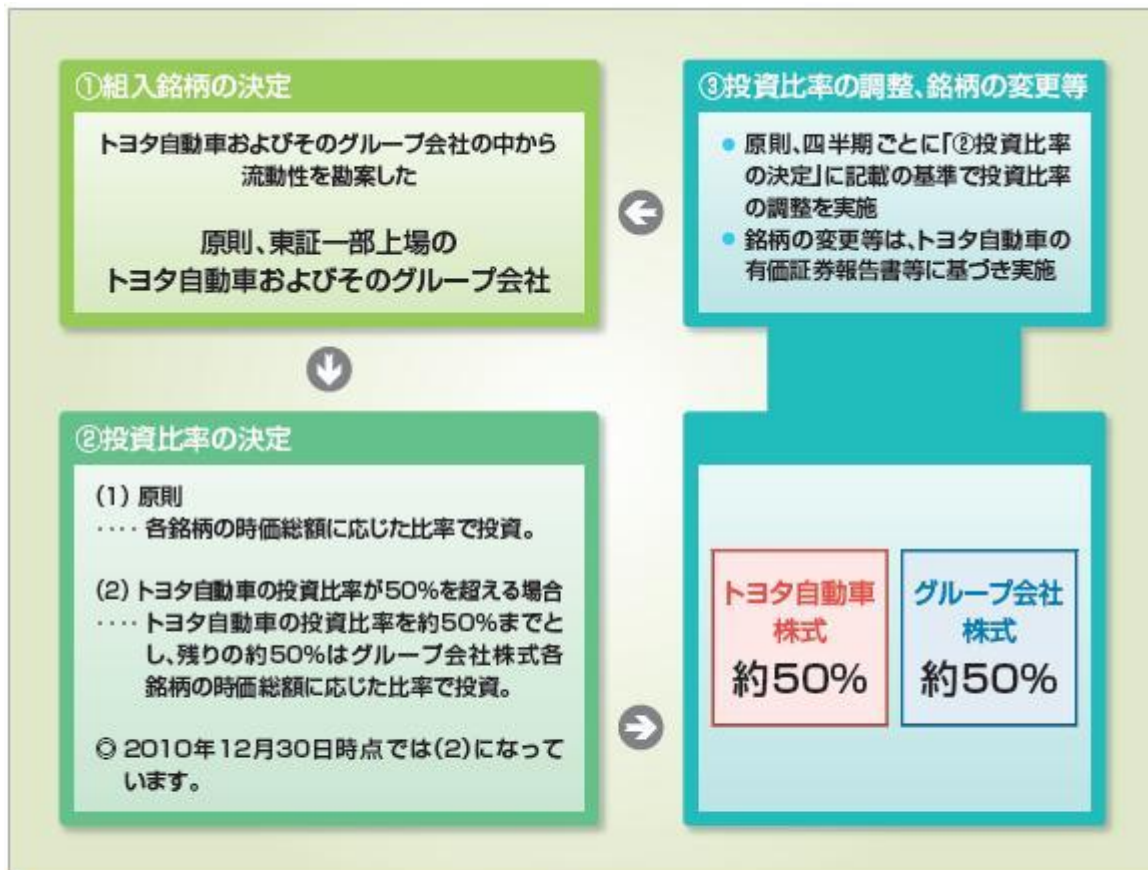 ①組入銘柄の決定
トヨタ自動車およびそのグループ会社の中から
流動性を勘案した
原則、東証一部上場の
トヨタ自動車およびそのグループ会社
②投資比率の決定
(1) 原則
‥‥ 各銘柄の時価総額に応じた比率で投資。
(2) トヨタ自動車の投資比率が50%を超える場合
‥‥ トヨタ自動車の投資比率を約50%までと
し、残りの約50%はグループ会社株式各
銘柄の時価総額に応じた比率で投資。
◎ 2010年12月30日時点では(2)になって
います。
トヨタ自動車
株式
約50%
グループ会社
株式
約50%
③投資比率の調整、銘柄の変更等
● 原則、四半期ごとに「②投資比率
の決定」に記載の基準で投資比率
の調整を実施
● 銘柄の変更等は、トヨタ自動車の
有価証券報告書等に基づき実施